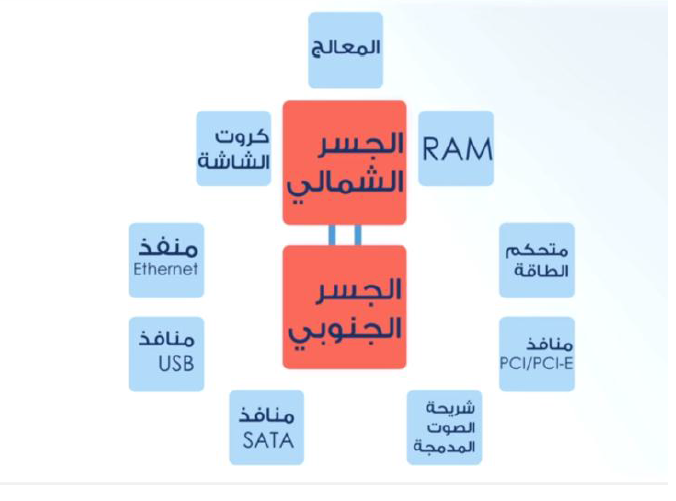 المعالج
RAM
الجسر
الشمالي
كروت
الشاشة
متحكم
الطاقة
الجسر
الجنوبي
منفذ
Ethernet
منافذ
PCI/PCI-E
منافذ
USB
شريحة
الصوت
المدمجة
منافذ
SATA